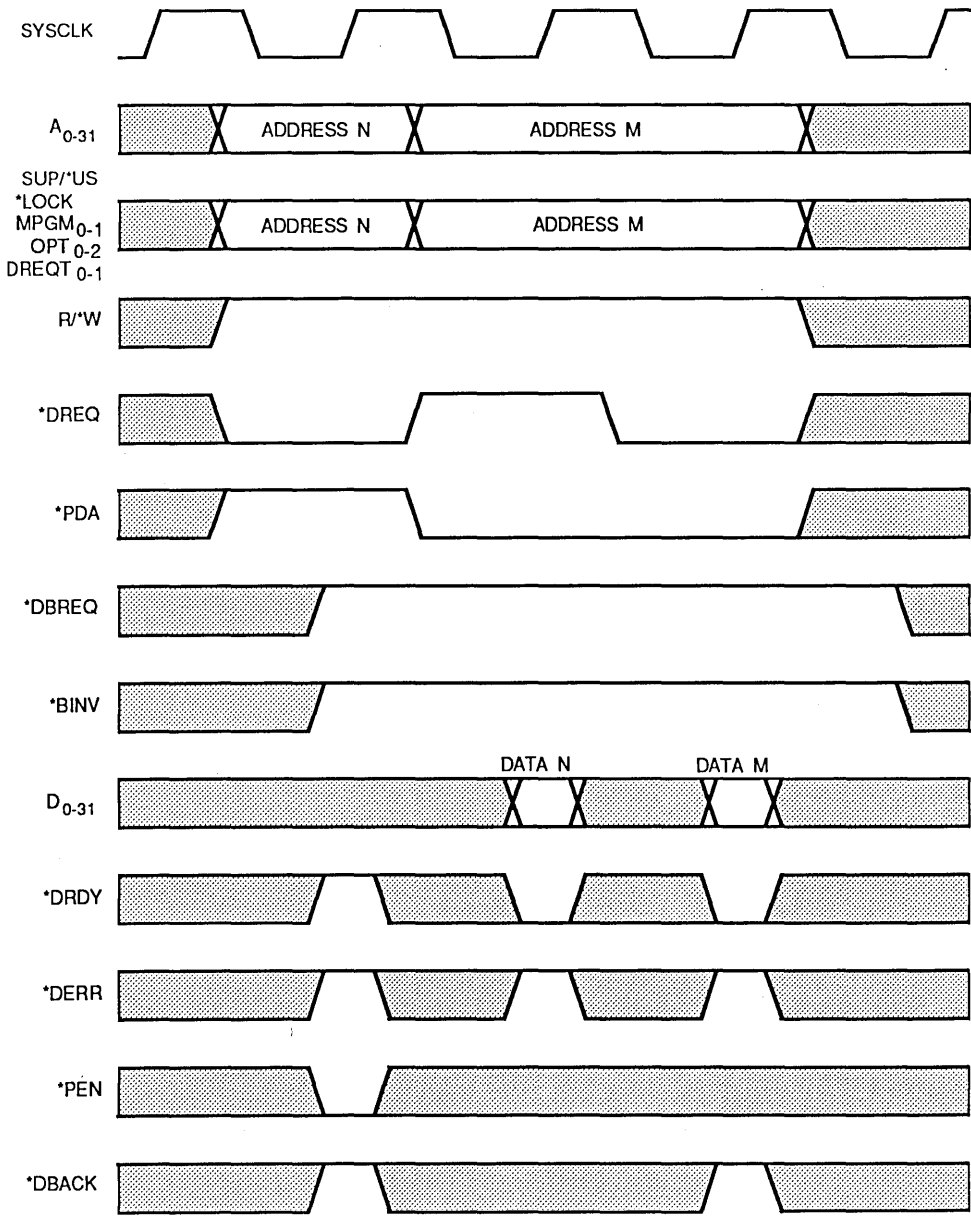 SYSCLK
A0-31
ADDRESS N
ADDRESS M
SUP/*US
*LOCK
MPGM0-1
OPT0-2
DREQT0-1
ADDRESS N
ADDRESS M
R/*W
*DREQ
*PDA
*DBREQ
*BINV
DATA N
DATA M
D0-31
*DRDY
*DERR
*PEN
*DBACK